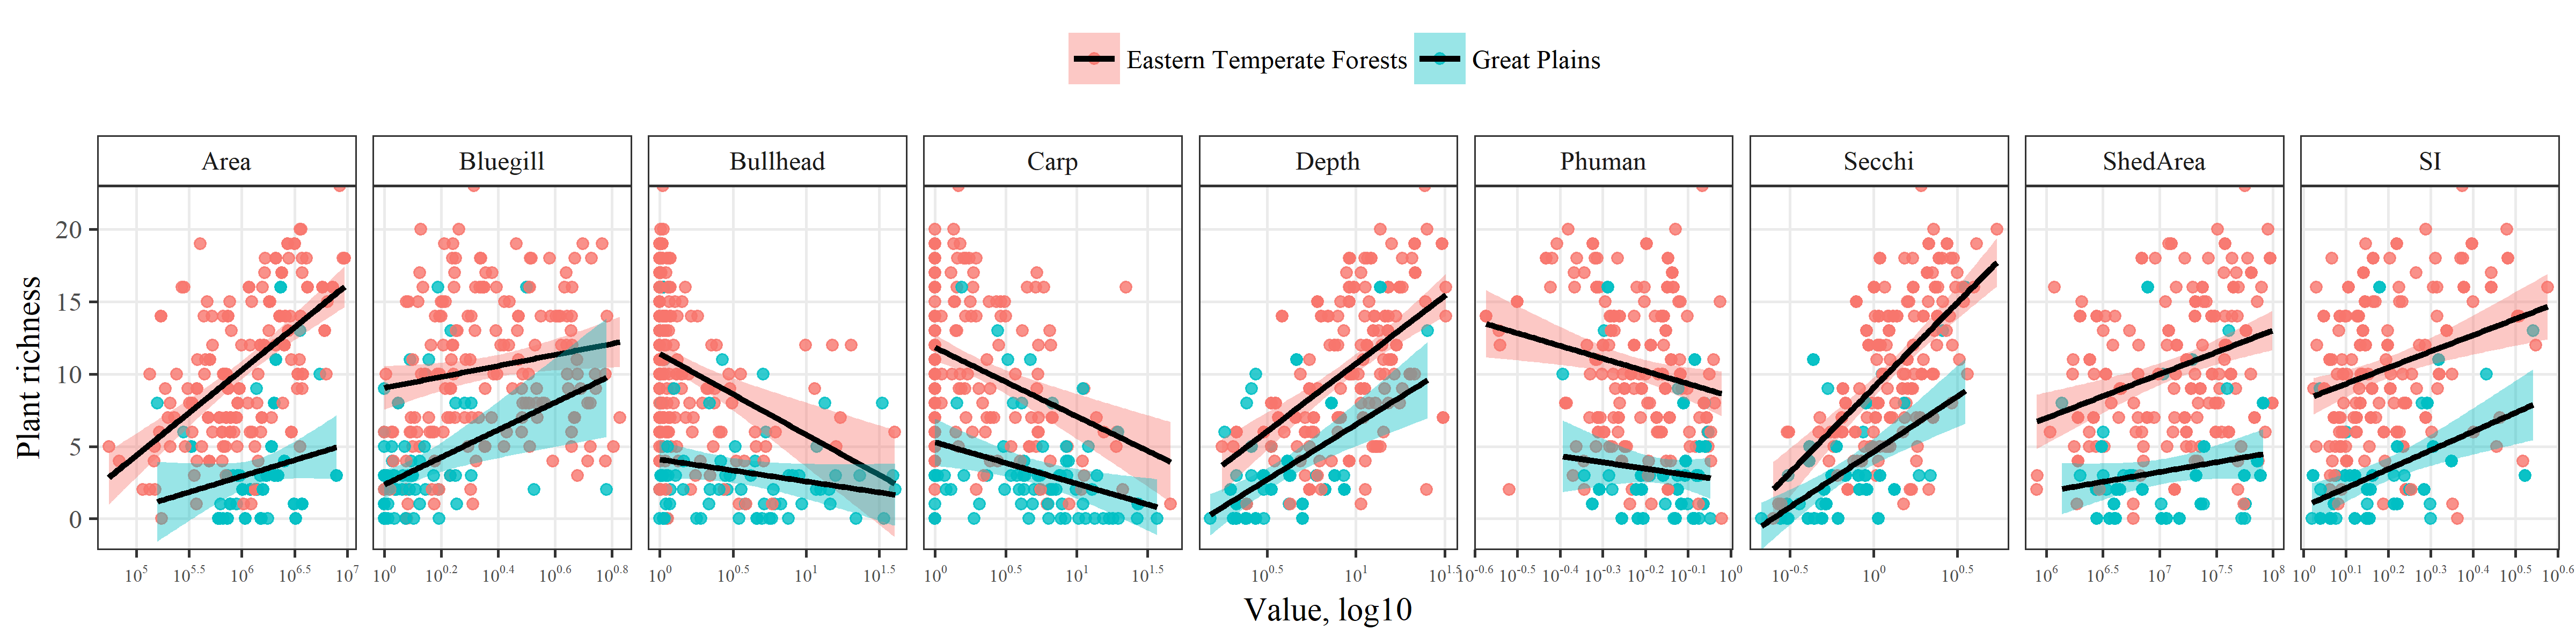 Eastern Temperate Forests Great Plains
Area Bluegill Bullhead Carp Depth Phuman Secchi ShedArea SI
Plant richness
20
15
10
5
0
10^5 10^5.5 10^6 10^6.5 10^7 10^0 10^0.2 10^0.4 10^0.6 10^0.8 10^0 10^0.5 10^1 10^1.5 10^0 10^0.5 10^1 10^1.5 10^0.5 10^1 10^1.5 10^-0.6 10^-0.5 10^-0.4 10^-0.3 10^-0.2 10^-0.1 10^0 10^-0.5 10^0 10^0.5 10^6 10^6.5 10^7 10^7.5 10^8 10^0 10^0.1 10^0.2 10^0.3 10^0.4 10^0.5 10^0.6
Value, log10